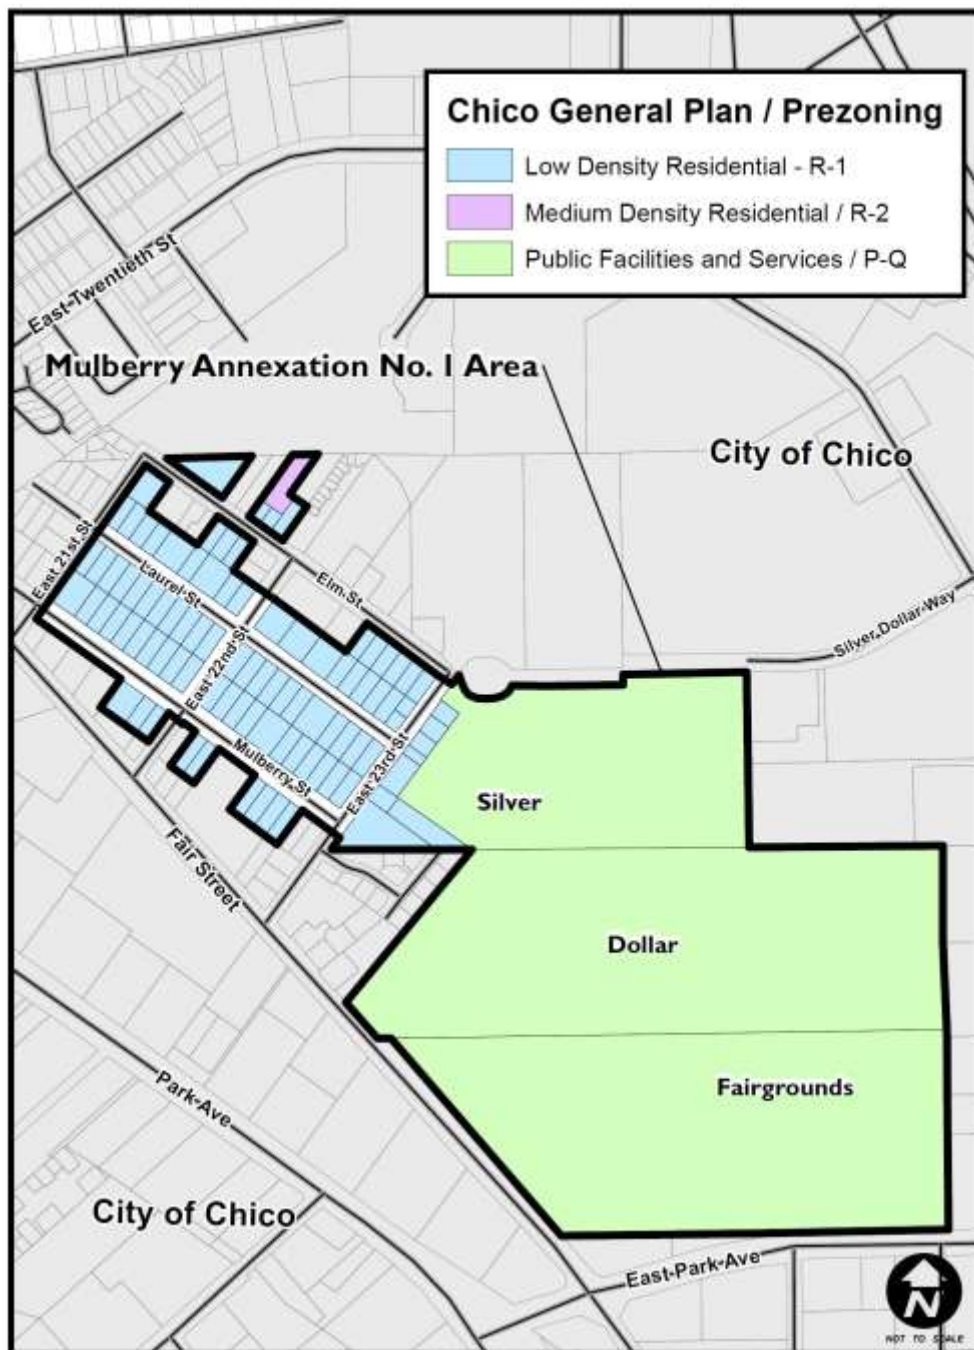 Chico General Plan / Prezoning
Low Density Residential - R-1
Medium Density Residential / R-2
Public Facilities and Services / P-Q
East Twentieth St
Mulberry Annexation No. 1 Area
City of Chico
East 21st St
Laurel St
Elm St
East 22nd St
Silver Dollar Way
Mulberry St
East 23rd St
Silver
Fair Street
Dollar
Fairgrounds
Park Ave
City of Chico
East Park Ave
N
NOT TO SCALE